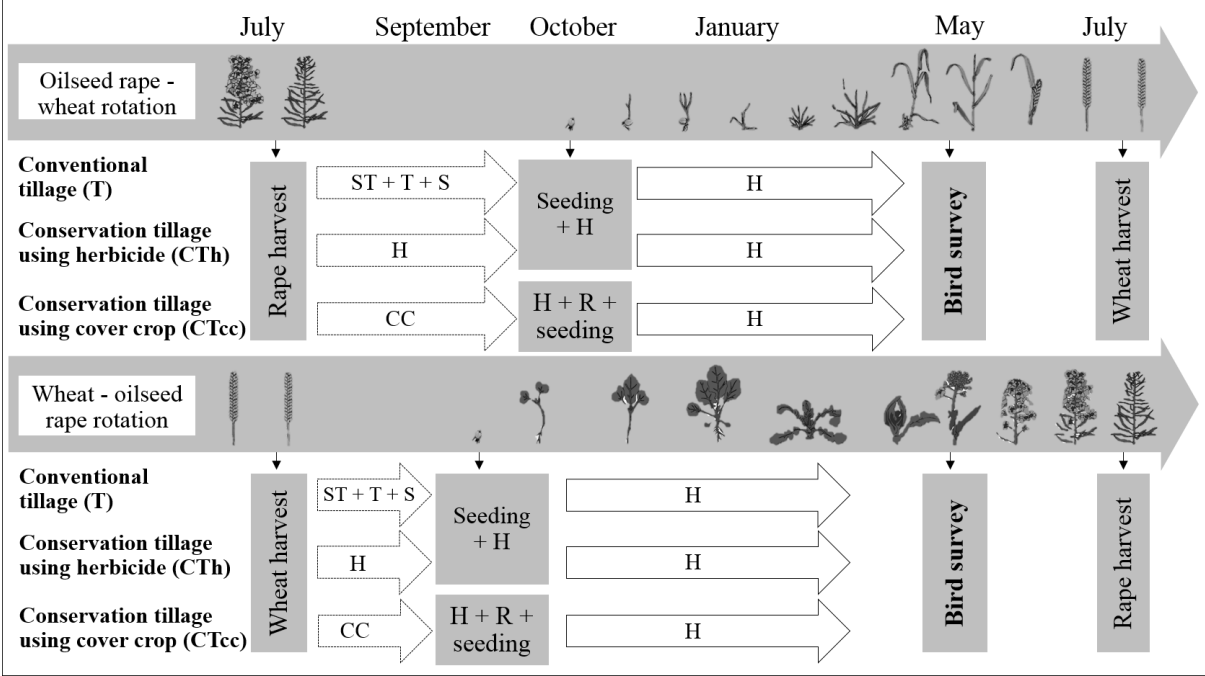 July September October January May July
Oilseed rape -
wheat rotation
Conventional
tillage (T)
Conservation tillage
using herbicide (CTh)
Conservation tillage
using cover crop (CTcc)
Rape harvest
ST + T + S
H
CC
Seeding
+ H
H + R +
seeding
H
H
H
Bird survey
Wheat harvest
Wheat - oilseed
rape rotation
Conventional
tillage (T)
Conservation tillage
using herbicide (CTh)
Conservation tillage
using cover crop (CTcc)
Wheat harvest
ST + T + S
H
CC
Seeding
+ H
H + R +
seeding
H
H
H
Bird survey
Rape harvest